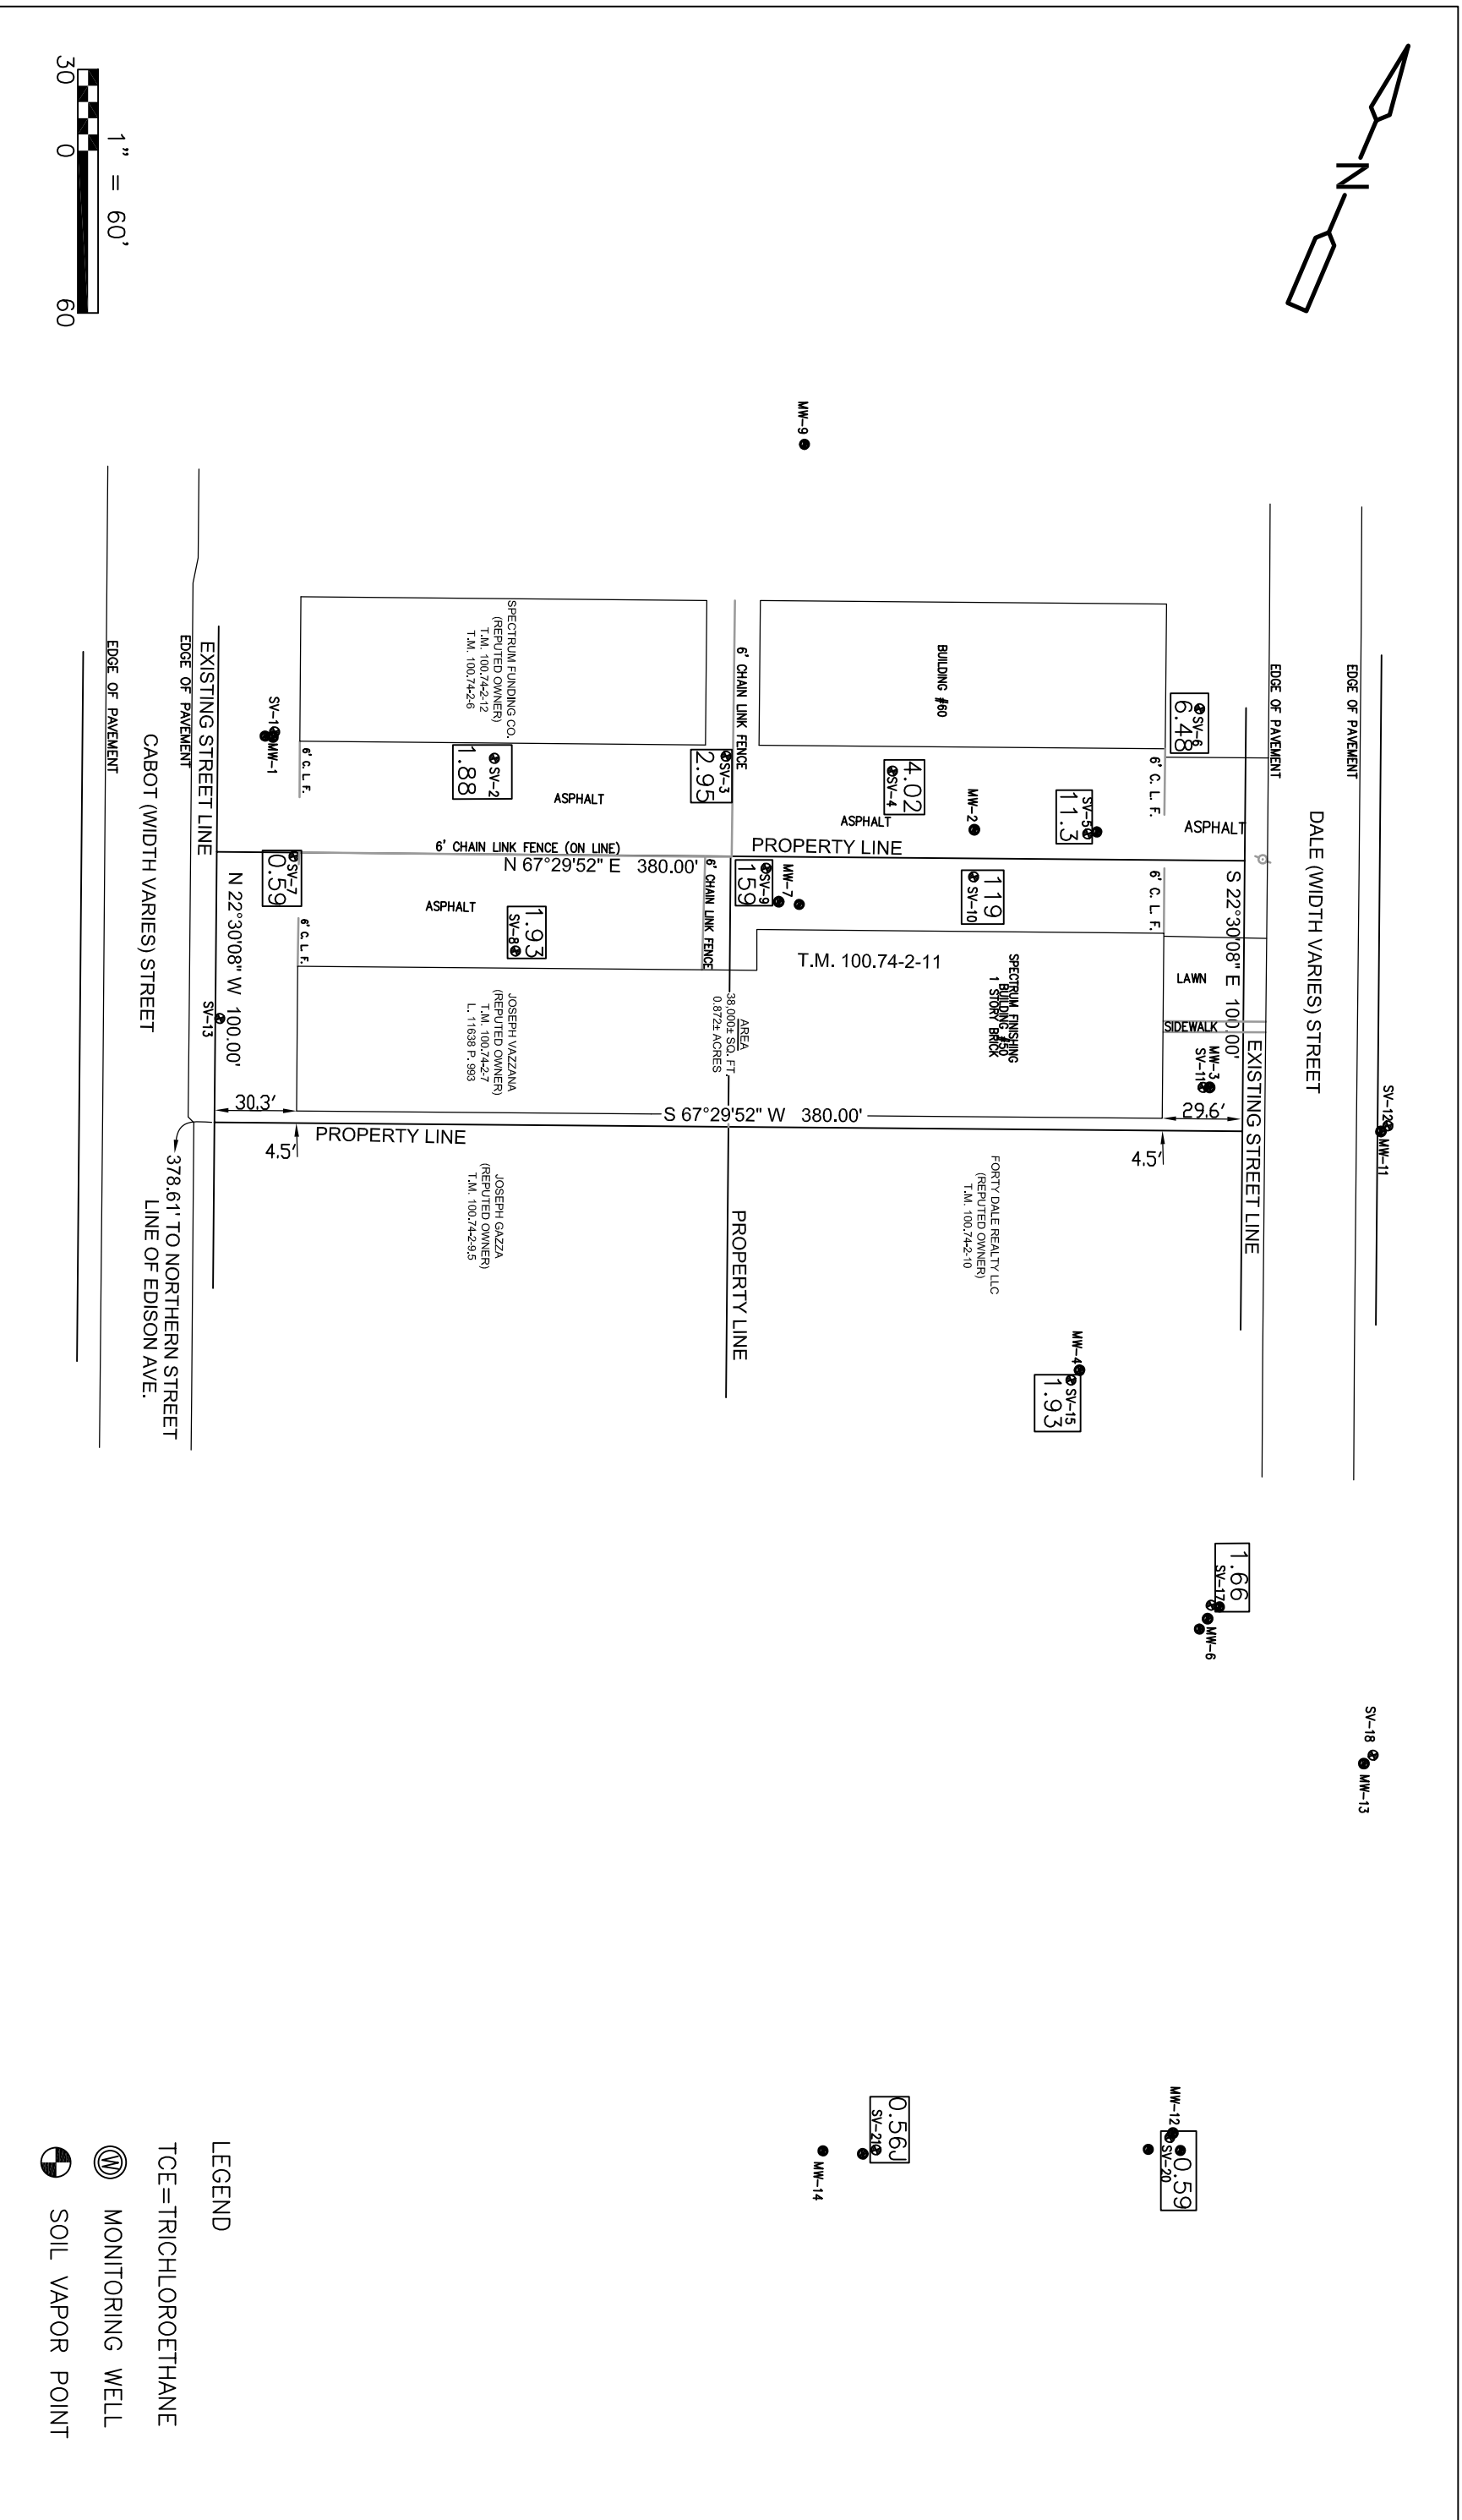 N
1" = 60'
30 0 60
MW-9
EDGE OF PAVEMENT
EDGE OF PAVEMENT
DALE (WIDTH VARIES) STREET
SV-12
MW-11
SV-6
6.48
6' C. L. F.
ASPHALT
S 22°30'08" E 100.00'
EXISTING STREET LINE
6' C. L. F.
LAWN
SIDEWALK
MW-3
SV-11
29.6'
4.5'
BUILDING #60
SV-5
11.3
MW-2
4.02
SV-4
ASPHALT
PROPERTY LINE
119
SV-10
MW-7
SV-9
159
T.M. 100.74-2-11
SPECTRUM FINISHING
BUILDING #50
1 STORY BRICK
6' CHAIN LINK FENCE
SV-3
2.95
SPECTRUM FUNDING CO.
(REPUTED OWNER)
T.M. 100.74-2-12
T.M. 100.74-2-6
SV-2
1.88
ASPHALT
6' CHAIN LINK FENCE (ON LINE)
N 67°29'52" E 380.00'
6' CHAIN LINK FENCE
ASPHALT
1.93
SV-8
AREA
38,000± SQ. FT.
0.872± ACRES
JOSEPH VAZZANA
(REPUTED OWNER)
T.M. 100.74-2-7
L. 11638 P. 993
S 67°29'52" W 380.00'
PROPERTY LINE
SV-1
MW-1
6' C. L. F.
SV-7
0.59
6' C. L. F.
EXISTING STREET LINE
EDGE OF PAVEMENT
N 22°30'08" W 100.00'
SV-13
30.3'
4.5'
CABOT (WIDTH VARIES) STREET
EDGE OF PAVEMENT
378.61' TO NORTHERN STREET
LINE OF EDISON AVE.
JOSEPH GAZZA
(REPUTED OWNER)
T.M. 100.74-2-9.5
PROPERTY LINE
FORTY DALE REALTY LLC
(REPUTED OWNER)
T.M. 100.74-2-10
MW-4
SV-15
1.93
1.66
SV-17
MW-6
SV-18
MW-13
MW-12
0.59
SV-20
0.56J
SV-21
MW-14
LEGEND
TCE=TRICHLOROETHANE
W MONITORING WELL
SOIL VAPOR POINT